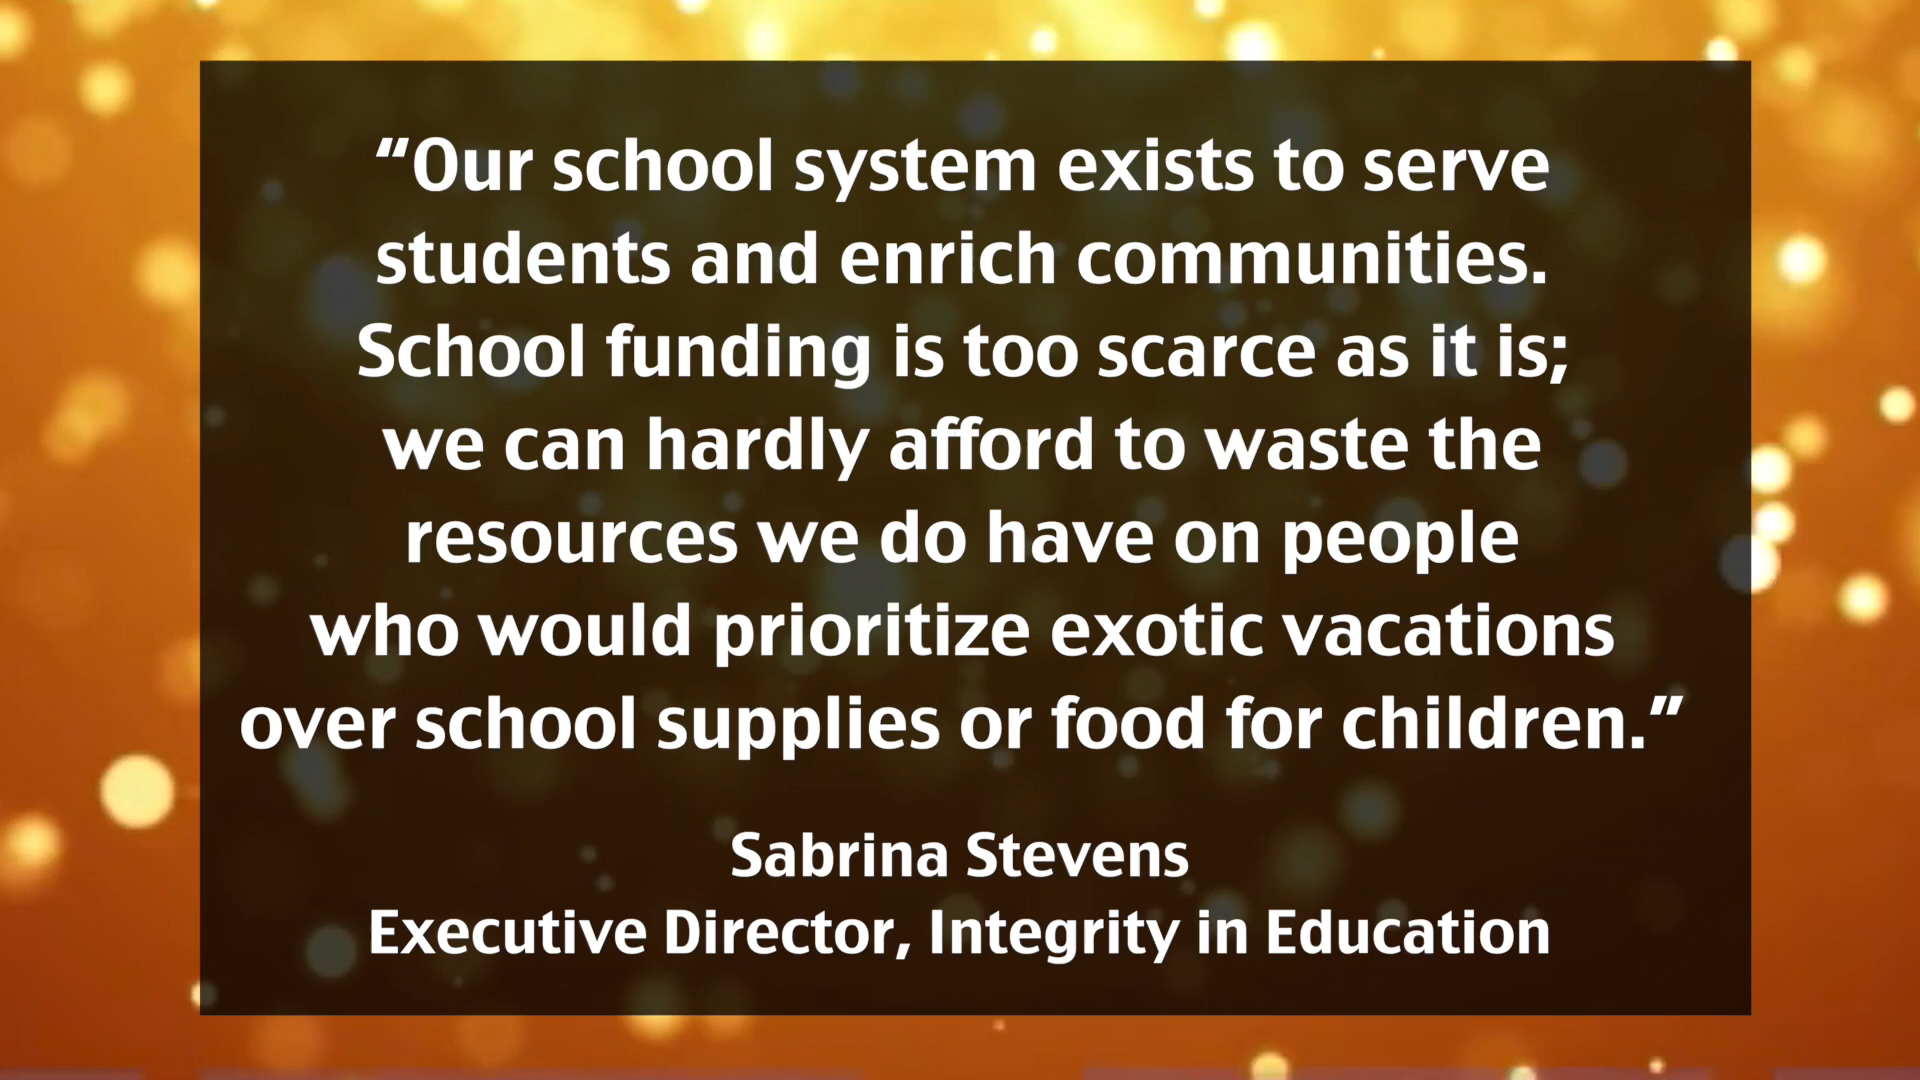 “Our school system exists to serve
students and enrich communities.
School funding is too scarce as it is;
we can hardly afford to waste the
resources we do have on people
who would prioritize exotic vacations
over school supplies or food for children.”
Sabrina Stevens
Executive Director, Integrity in Education